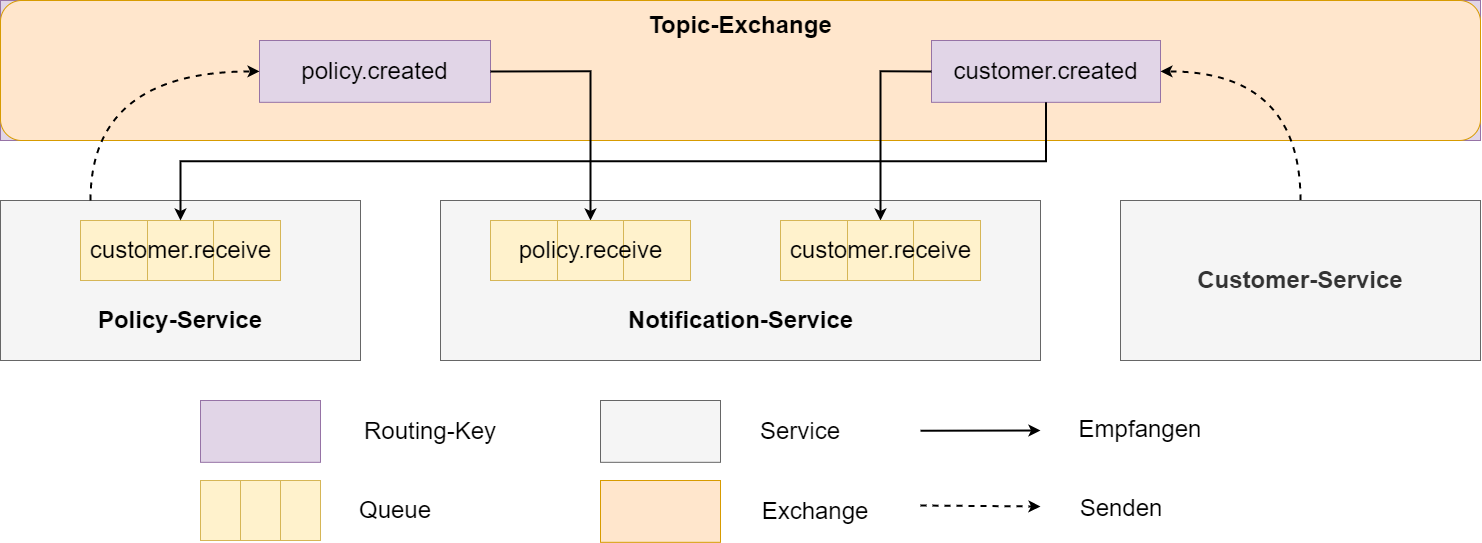 Topic-Exchange
policy.created
customer.created
customer.receive
policy.receive
customer.receive
Policy-Service
Notification-Service
Customer-Service
Routing-Key
Service
Empfangen
Queue
Exchange
Senden